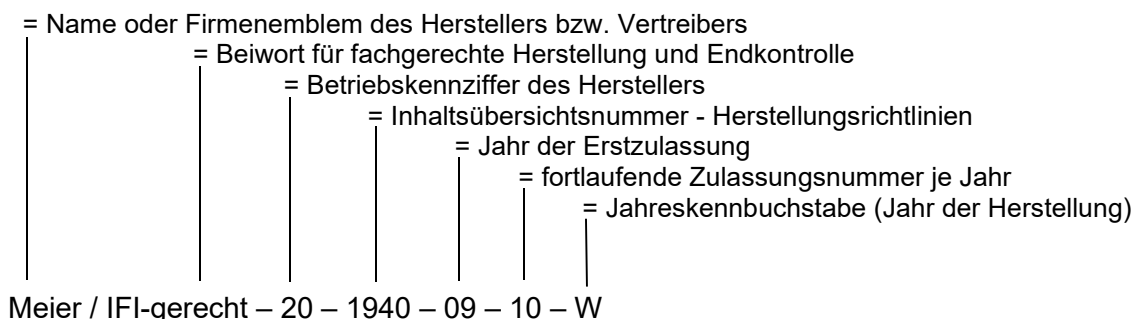 = Name oder Firmenemblem des Herstellers bzw. Vertreibers
= Beiwort für fachgerechte Herstellung und Endkontrolle
= Betriebskennziffer des Herstellers
= Inhaltsübersichtsnummer - Herstellungsrichtlinien
= Jahr der Erstzulassung
= fortlaufende Zulassungsnummer je Jahr
= Jahreskennbuchstabe (Jahr der Herstellung)
Meier / IFI-gerecht – 20 – 1940 – 09 – 10 – W